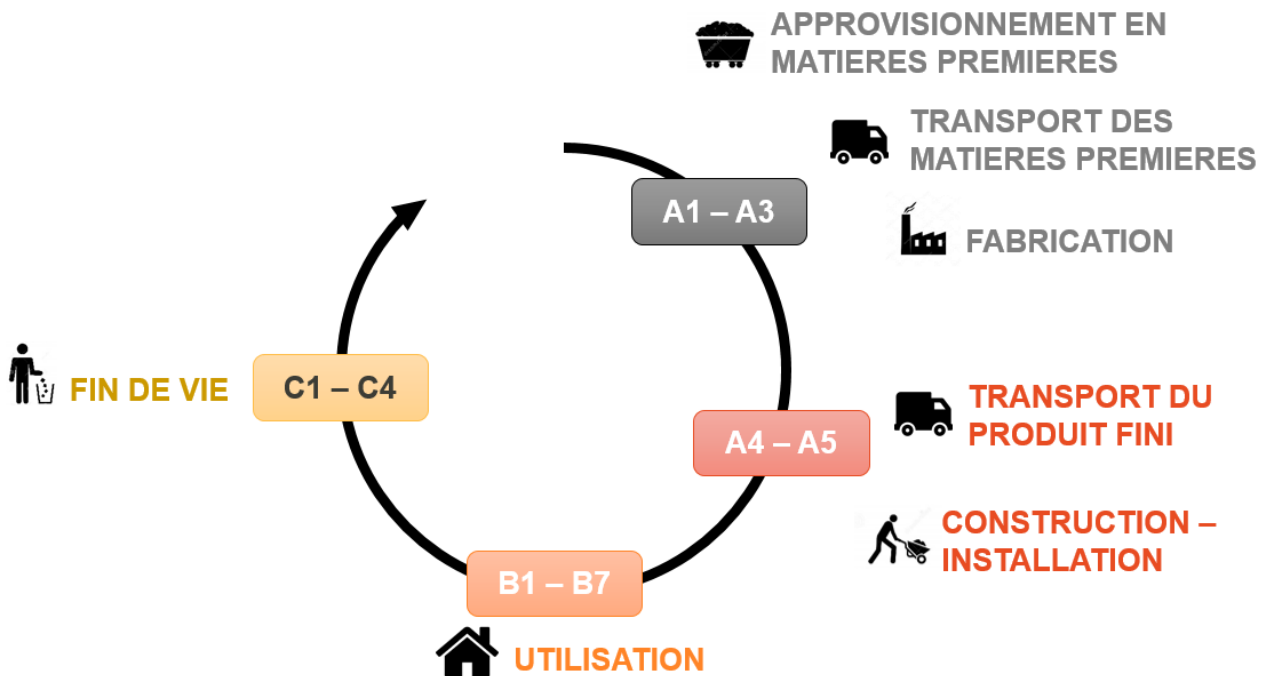 APPROVISIONNEMENT EN
MATIERES PREMIERES
TRANSPORT DES
MATIERES PREMIERES
A1 – A3
FABRICATION
FIN DE VIE
C1 – C4
TRANSPORT DU
PRODUIT FINI
A4 – A5
CONSTRUCTION –
INSTALLATION
B1 – B7
UTILISATION